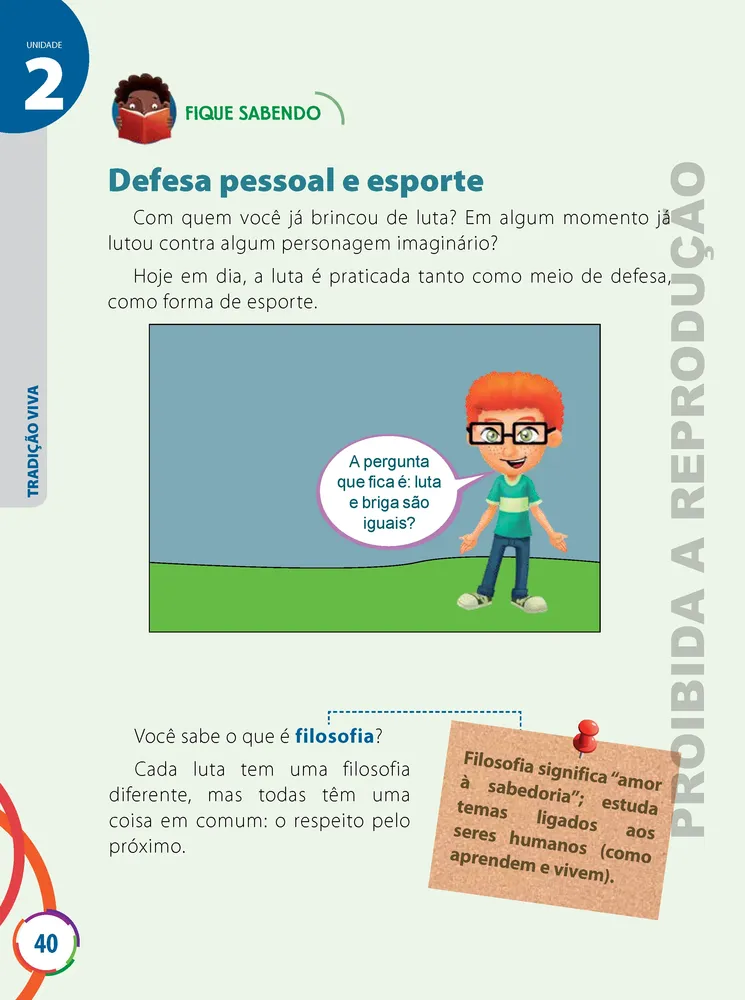 UNIDADE
2
FIQUE SABENDO
Defesa pessoal e esporte
Com quem você já brincou de luta? Em algum momento já
lutou contra algum personagem imaginário?
Hoje em dia, a luta é praticada tanto como meio de defesa,
como forma de esporte.
A pergunta
que fica é: luta
e briga são
iguais?
TRADIÇÃO VIVA
PROIBIDA A REPRODUÇÃO
Você sabe o que é filosofia?
Cada luta tem uma filosofia
diferente, mas todas têm uma
coisa em comum: o respeito pelo
próximo.
Filosofia significa “amor
à sabedoria”; estuda
temas ligados aos
seres humanos (como
aprendem e vivem).
40